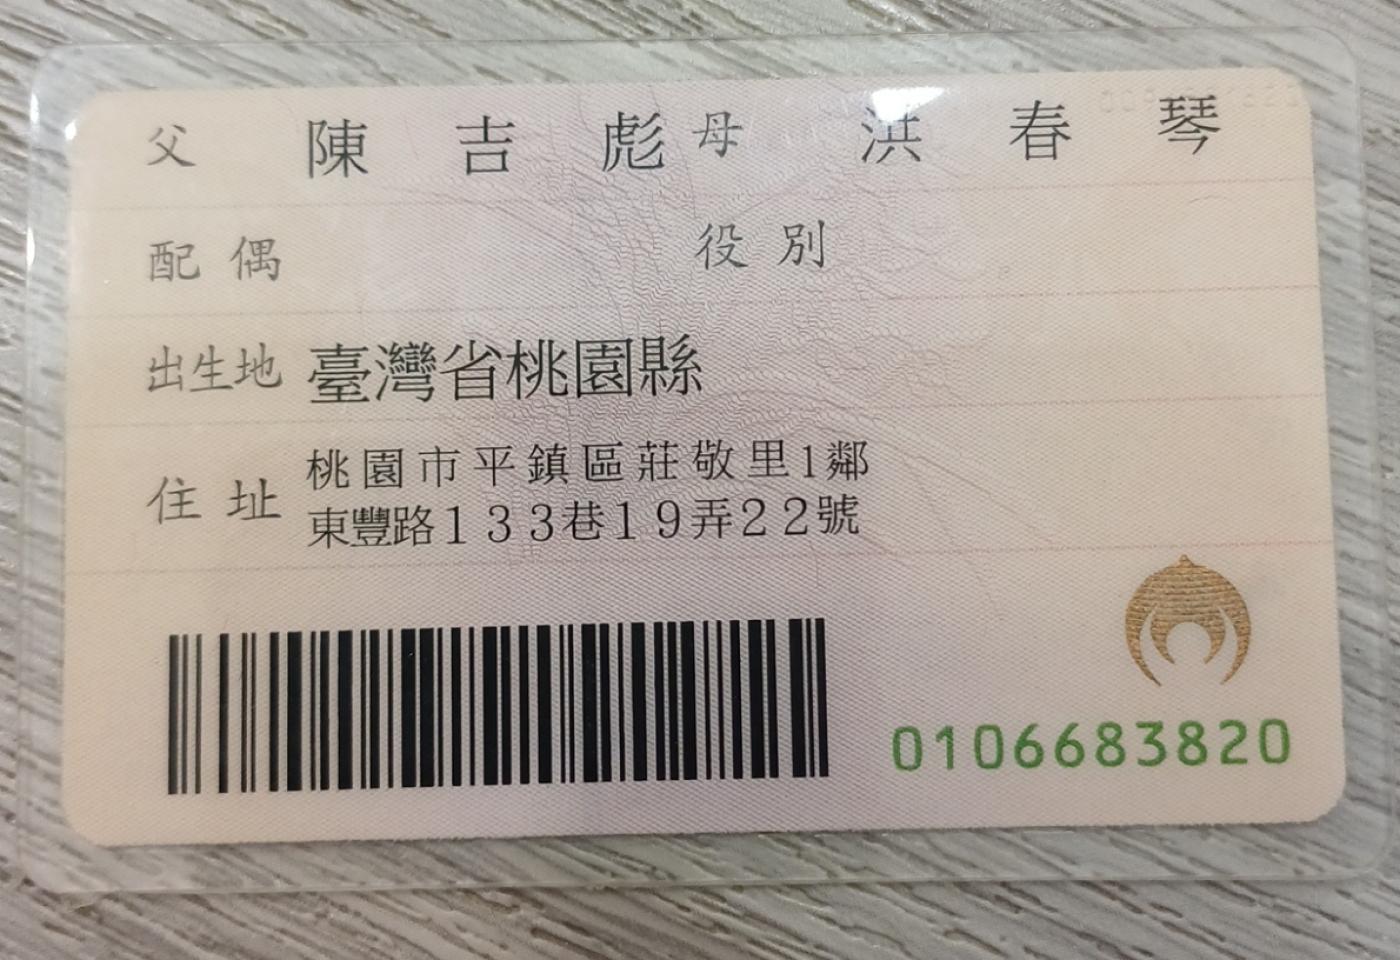 父 陳吉彪 母 洪春琴
配偶 役別
出生地 臺灣省桃園縣
住址 桃園市平鎮區莊敬里1鄰
東豐路133巷19弄22號
0106683820